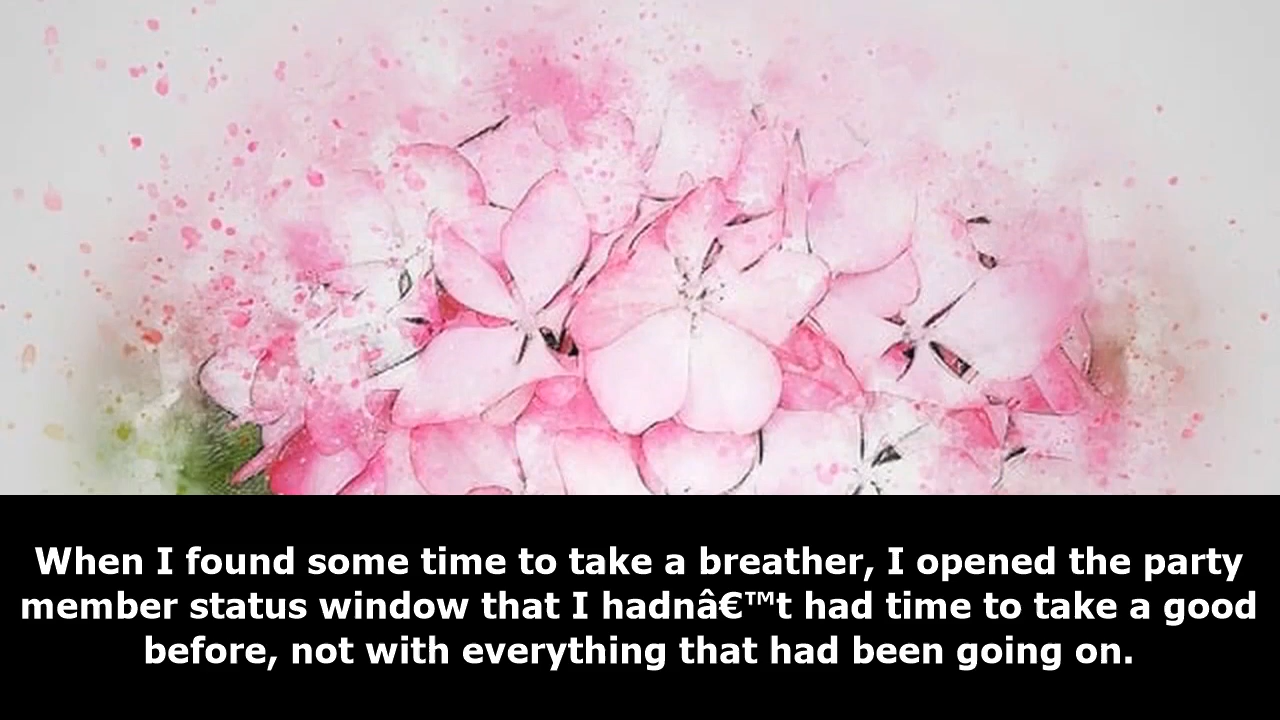 When I found some time to take a breather, I opened the party
member status window that I hadnâ€™t had time to take a good
before, not with everything that had been going on.